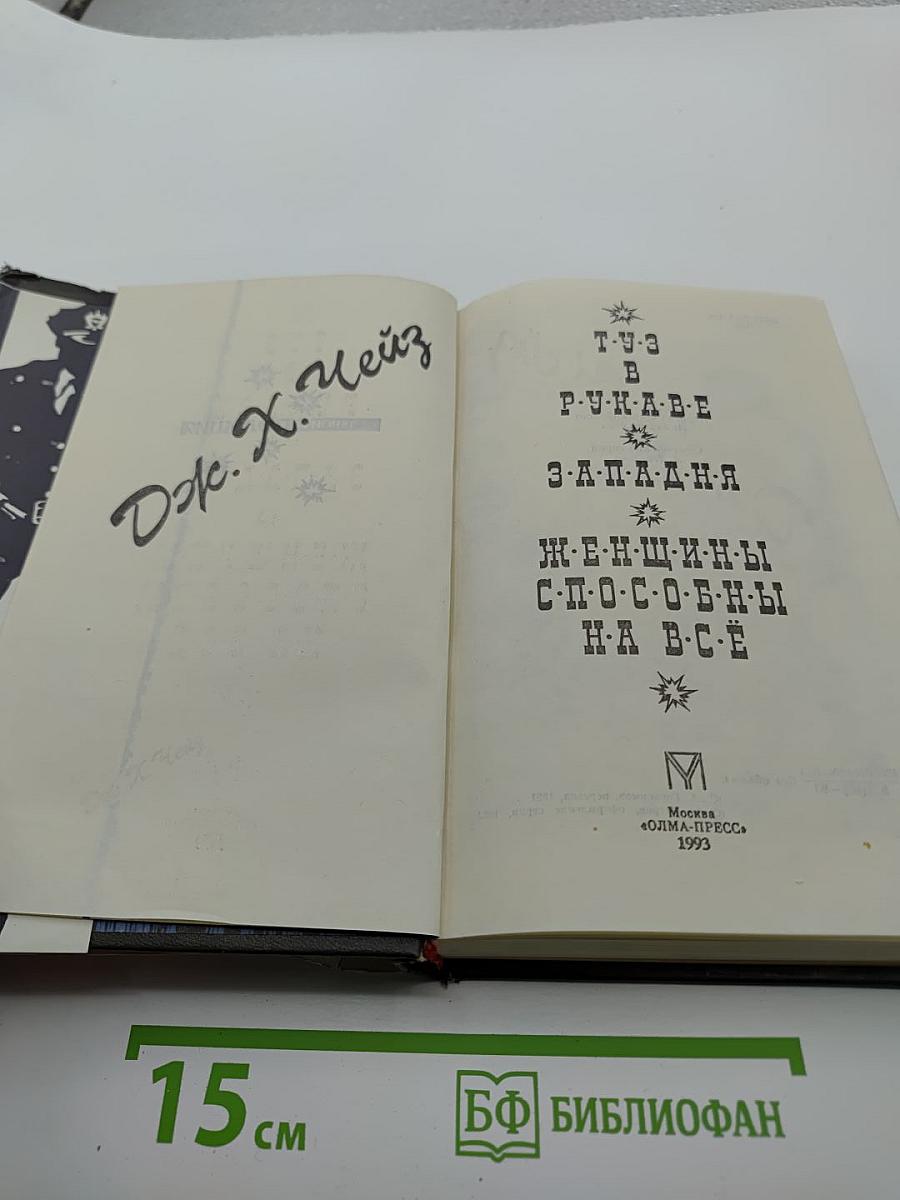 Дж. Х. Чейз
Т·У·З
В
Р·У·К·А·В·Е
З·А·П·А·Д·Н·Я
Ж·Е·Н·Щ·И·Н·Ы
С·П·О·С·О·Б·Н·Ы
Н·А В·С·Ё
Москва
«ОЛМА-ПРЕСС»
1993
15 см
БФ БИБЛИОФАН